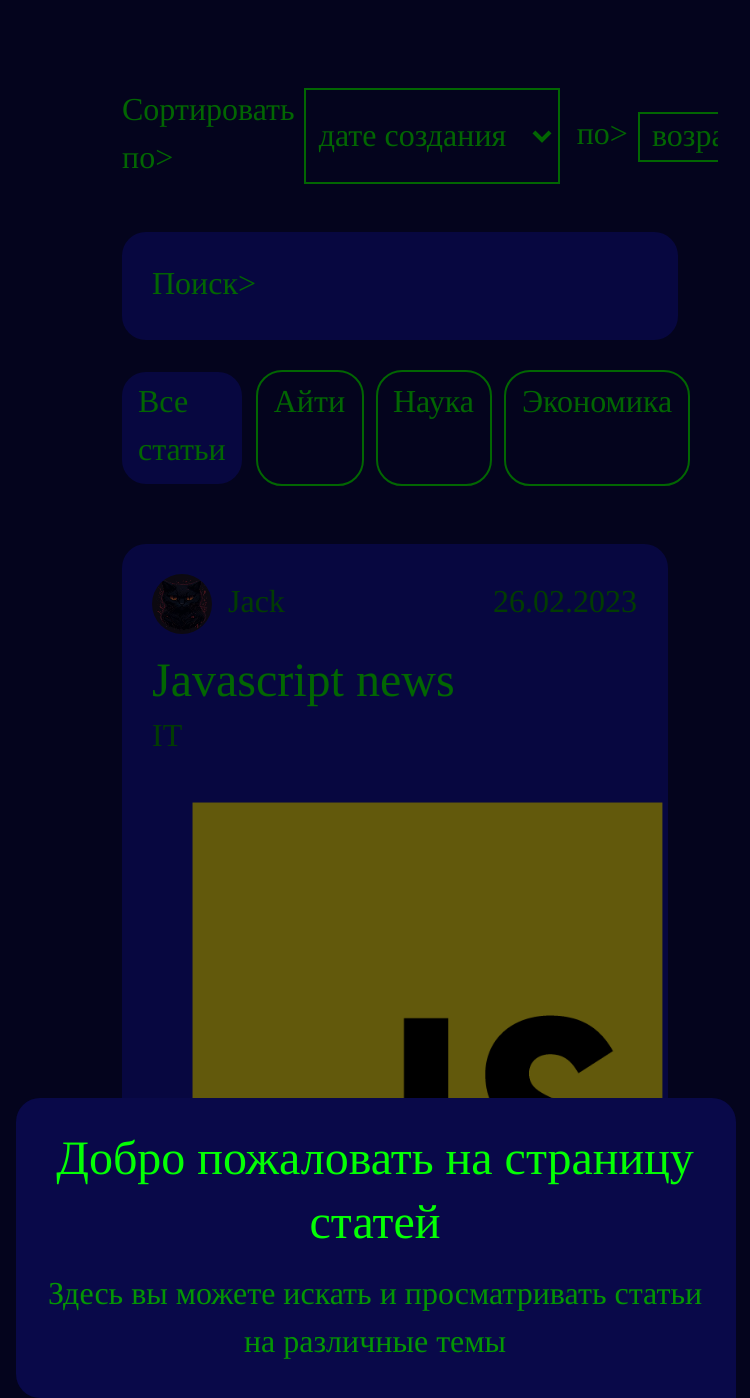 Сортировать
по>
дате создания
по>
возра
Поиск>
Все
статьи
Айти
Наука
Экономика
Jack
26.02.2023
Javascript news
IT
JS
Добро пожаловать на страницу
статей
Здесь вы можете искать и просматривать статьи
на различные темы